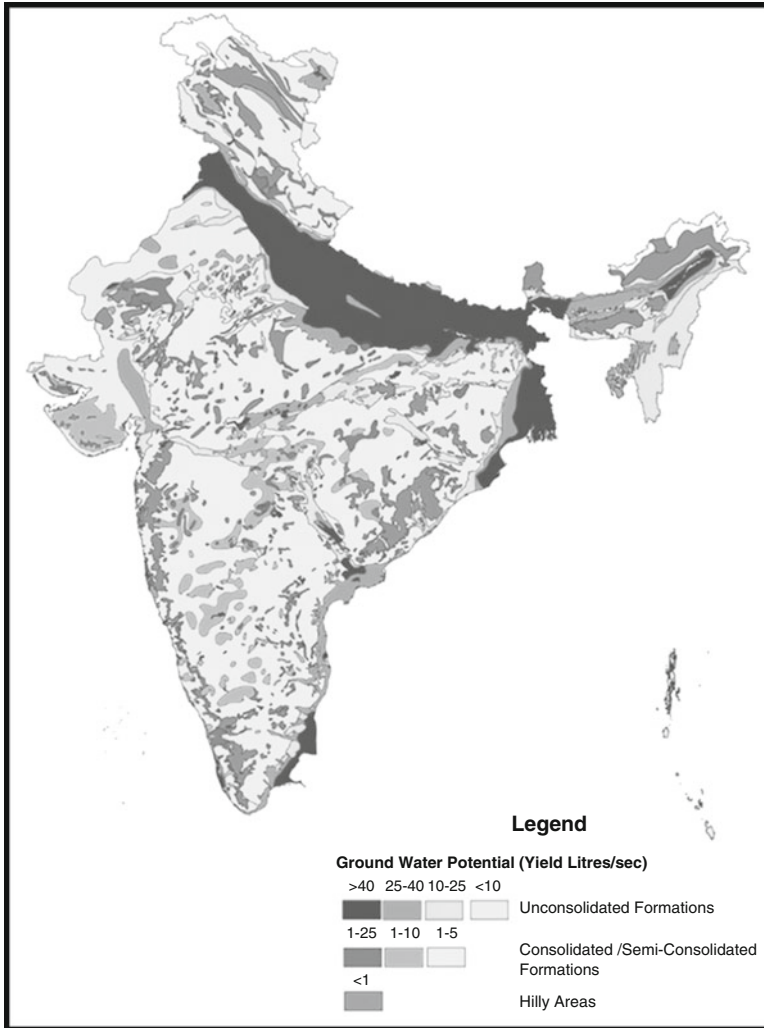 Legend
Ground Water Potential (Yield Litres/sec)
>40 25-40 10-25 <10
Unconsolidated Formations
1-25 1-10 1-5
Consolidated /Semi-Consolidated
Formations
<1
Hilly Areas